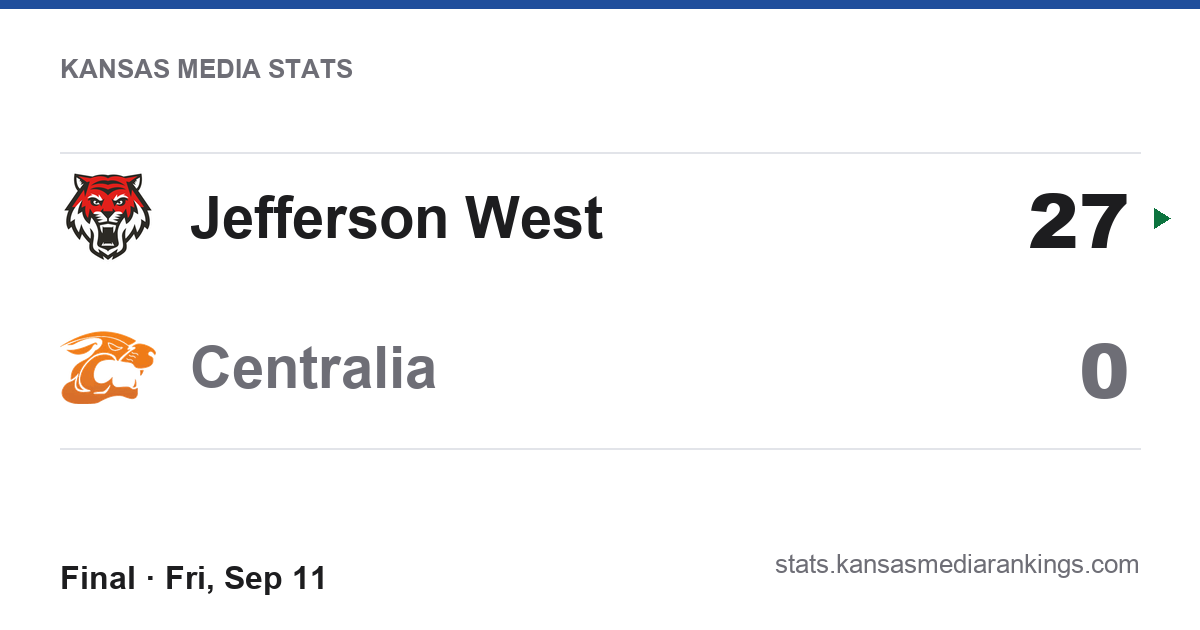 KANSAS MEDIA STATS
Jefferson West 27
Centralia 0
Final · Fri, Sep 11
stats.kansasmediarankings.com